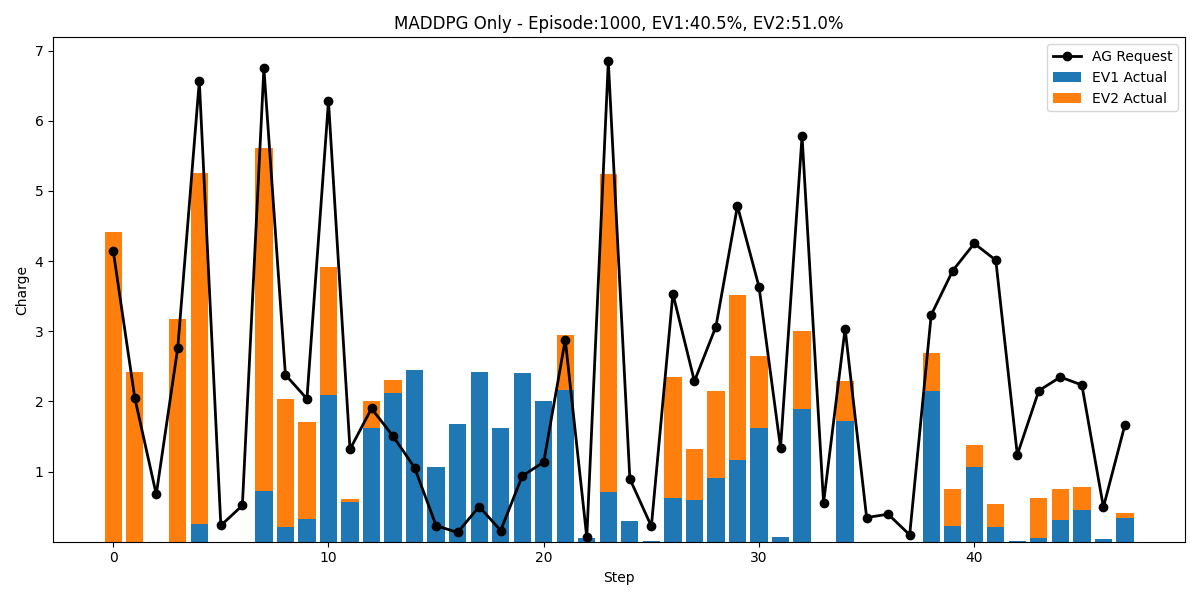 MADDPG Only - Episode:1000, EV1:40.5%, EV2:51.0%
AG Request
EV1 Actual
EV2 Actual
Charge
7
6
5
4
3
2
1
0
10
20
30
40
Step